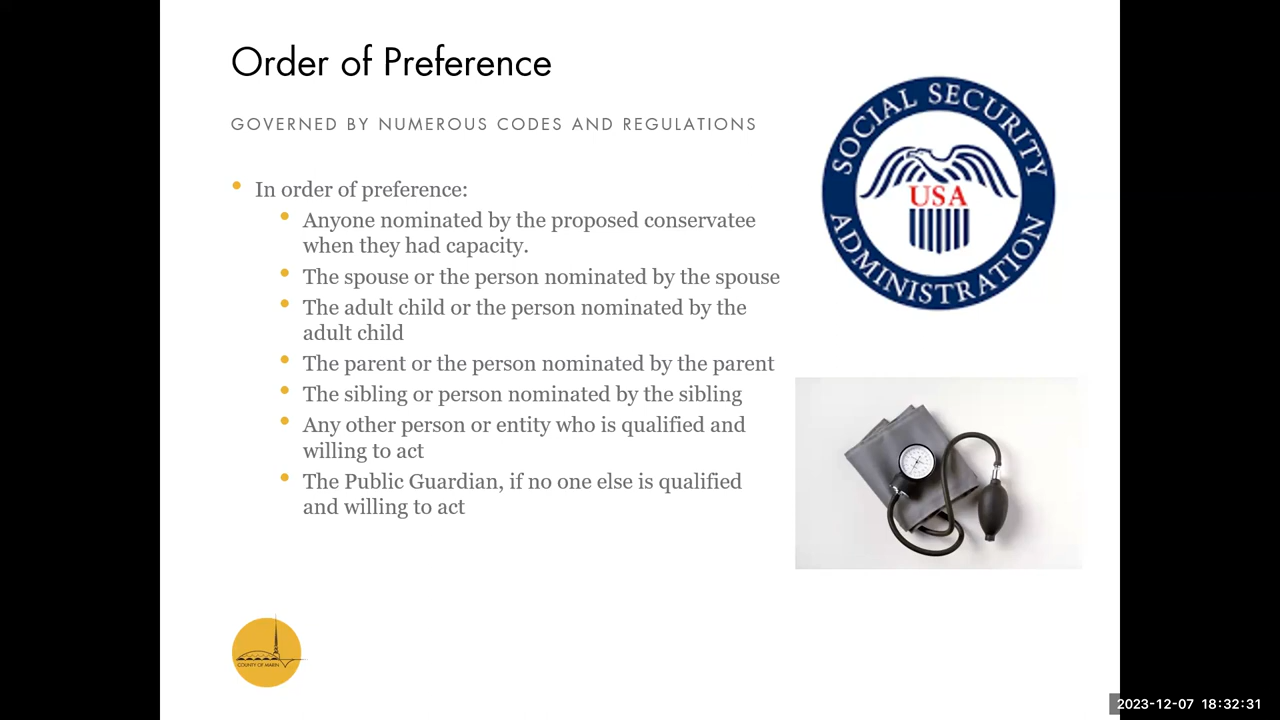 Order of Preference
GOVERNED BY NUMEROUS CODES AND REGULATIONS
In order of preference:
Anyone nominated by the proposed conservatee
when they had capacity.
The spouse or the person nominated by the spouse
The adult child or the person nominated by the
adult child
The parent or the person nominated by the parent
The sibling or person nominated by the sibling
Any other person or entity who is qualified and
willing to act
The Public Guardian, if no one else is qualified
and willing to act
SOCIAL SECURITY
USA
ADMINISTRATION
COUNTY OF MARIN
2023-12-07 18:32:31